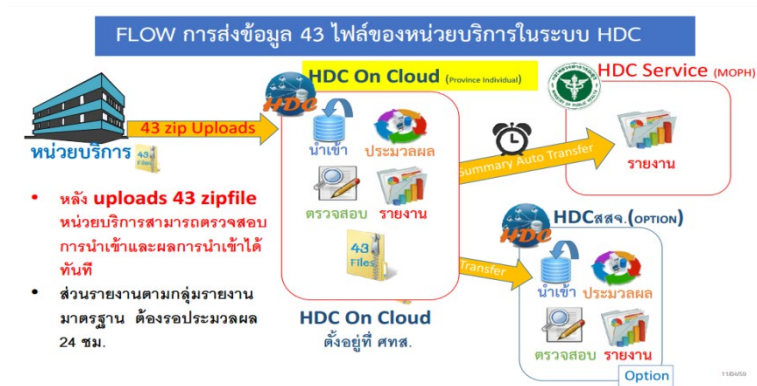 FLOW การส่งข้อมูล 43 ไฟล์ของหน่วยบริการในระบบ HDC
HDC On Cloud (Province Individual)
HDC Service (MOPH)
HDC
43 zip Uploads
หน่วยบริการ
43
Files
นำเข้า ประมวลผล
ตรวจสอบ รายงาน
43
Files
Summary Auto Transfer
รายงาน
• หลัง uploads 43 zipfile
หน่วยบริการสามารถตรวจสอบ
การนำเข้าและผลการนำเข้าได้
ทันที
• ส่วนรายงานตามกลุ่มรายงาน
มาตรฐาน ต้องรอประมวลผล
24 ชม.
HDC On Cloud
ตั้งอยู่ที่ ศทส.
Transfer
HDCสสจ.(OPTION)
HDC
นำเข้า ประมวลผล
ตรวจสอบ รายงาน
Option